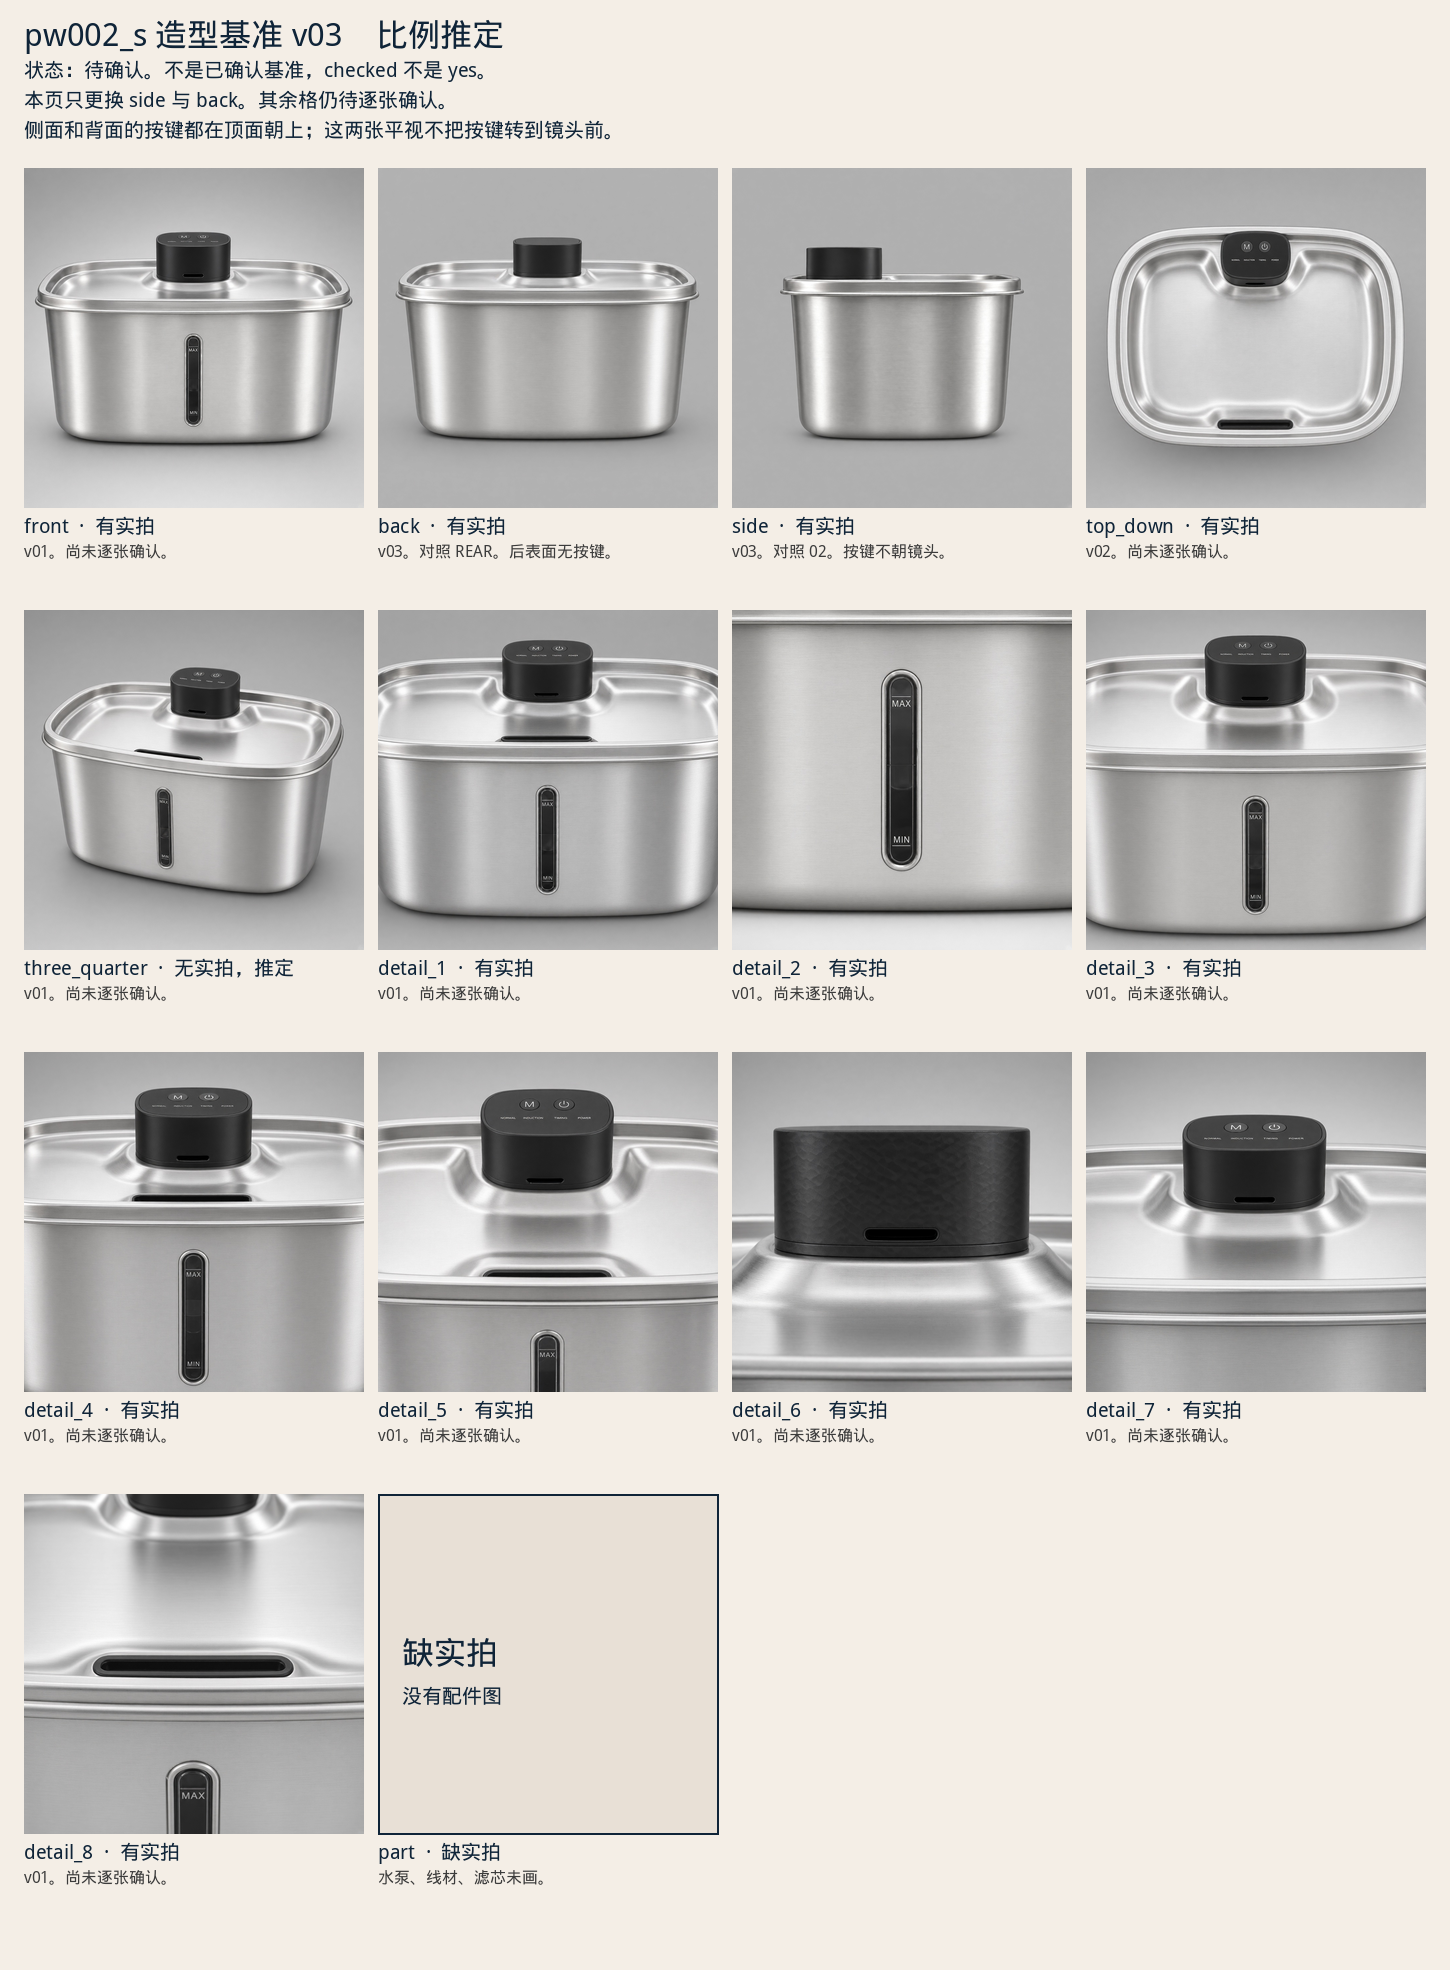 pw002_s 造型基准 v03 比例推定
状态：待确认。不是已确认基准，checked 不是 yes。
本页只更换 side 与 back。其余格仍待逐张确认。
侧面和背面的按键都在顶面朝上；这两张平视不把按键转到镜头前。
M
MAX
MIN
M
front · 有实拍
v01。尚未逐张确认。
back · 有实拍
v03。对照 REAR。后表面无按键。
side · 有实拍
v03。对照 02。按键不朝镜头。
top_down · 有实拍
v02。尚未逐张确认。
M
MAX
MIN
M
MAX
MIN
MAX
MIN
M
MAX
MIN
three_quarter · 无实拍，推定
v01。尚未逐张确认。
detail_1 · 有实拍
v01。尚未逐张确认。
detail_2 · 有实拍
v01。尚未逐张确认。
detail_3 · 有实拍
v01。尚未逐张确认。
M
MAX
MIN
M
NORMAL INDUCTION TIMING POWER
MAX
M
detail_4 · 有实拍
v01。尚未逐张确认。
detail_5 · 有实拍
v01。尚未逐张确认。
detail_6 · 有实拍
v01。尚未逐张确认。
detail_7 · 有实拍
v01。尚未逐张确认。
MAX
缺实拍
没有配件图
detail_8 · 有实拍
v01。尚未逐张确认。
part · 缺实拍
水泵、线材、滤芯未画。